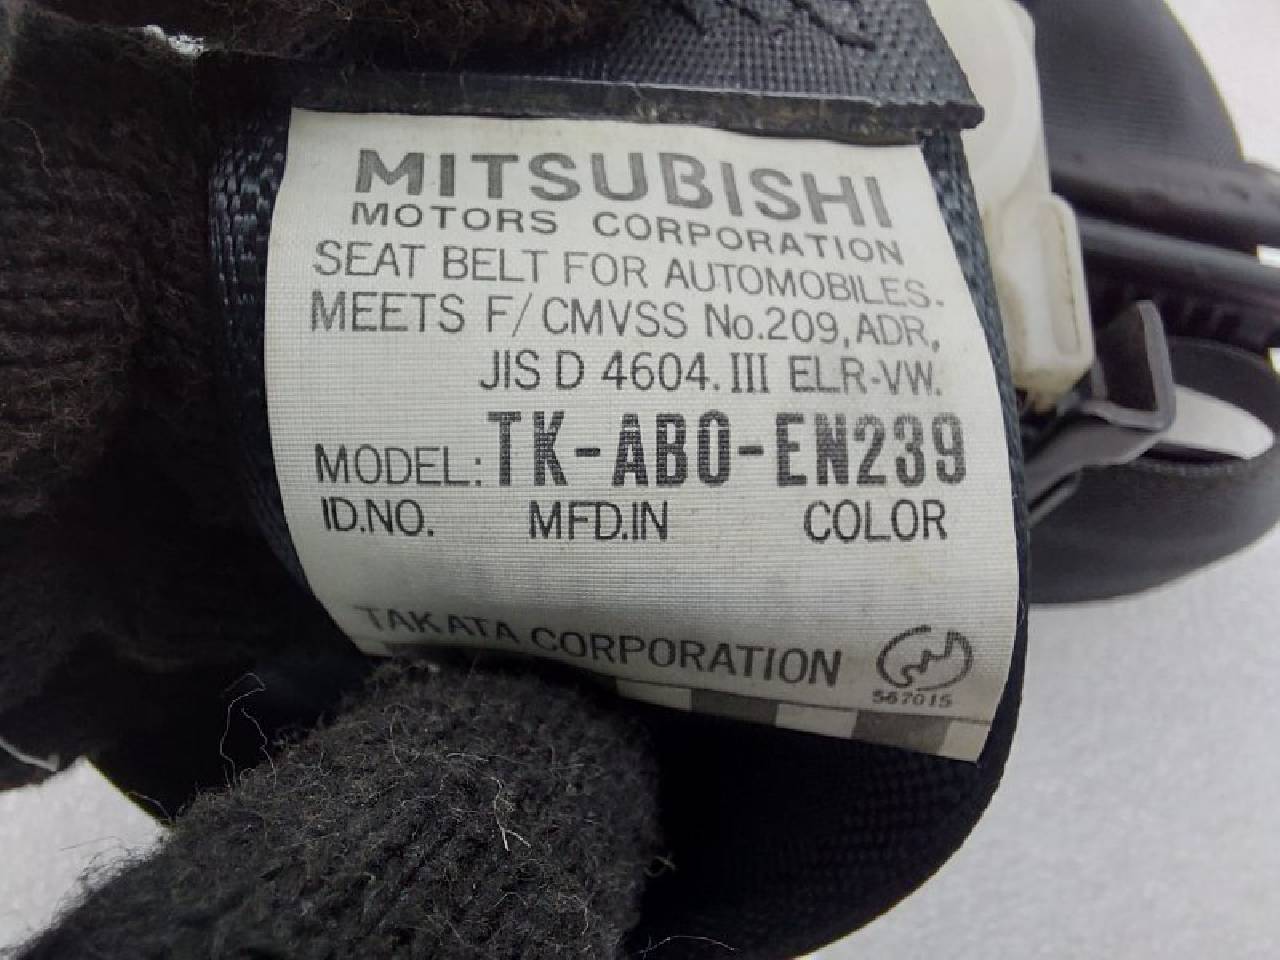 MITSUBISHI
MOTORS CORPORATION
SEAT BELT FOR AUTOMOBILES.
MEETS F/CMVSS No.209,ADR,
JIS D 4604.III ELR-VW.
MODEL: TK-AB0-EN239
ID.NO. MFD.IN COLOR
TAKATA CORPORATION
567015